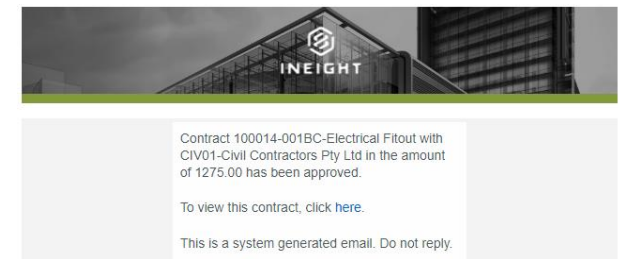 INEIGHT
Contract 100014-001BC-Electrical Fitout with
CIV01-Civil Contractors Pty Ltd in the amount
of 1275.00 has been approved.
To view this contract, click here.
This is a system generated email. Do not reply.